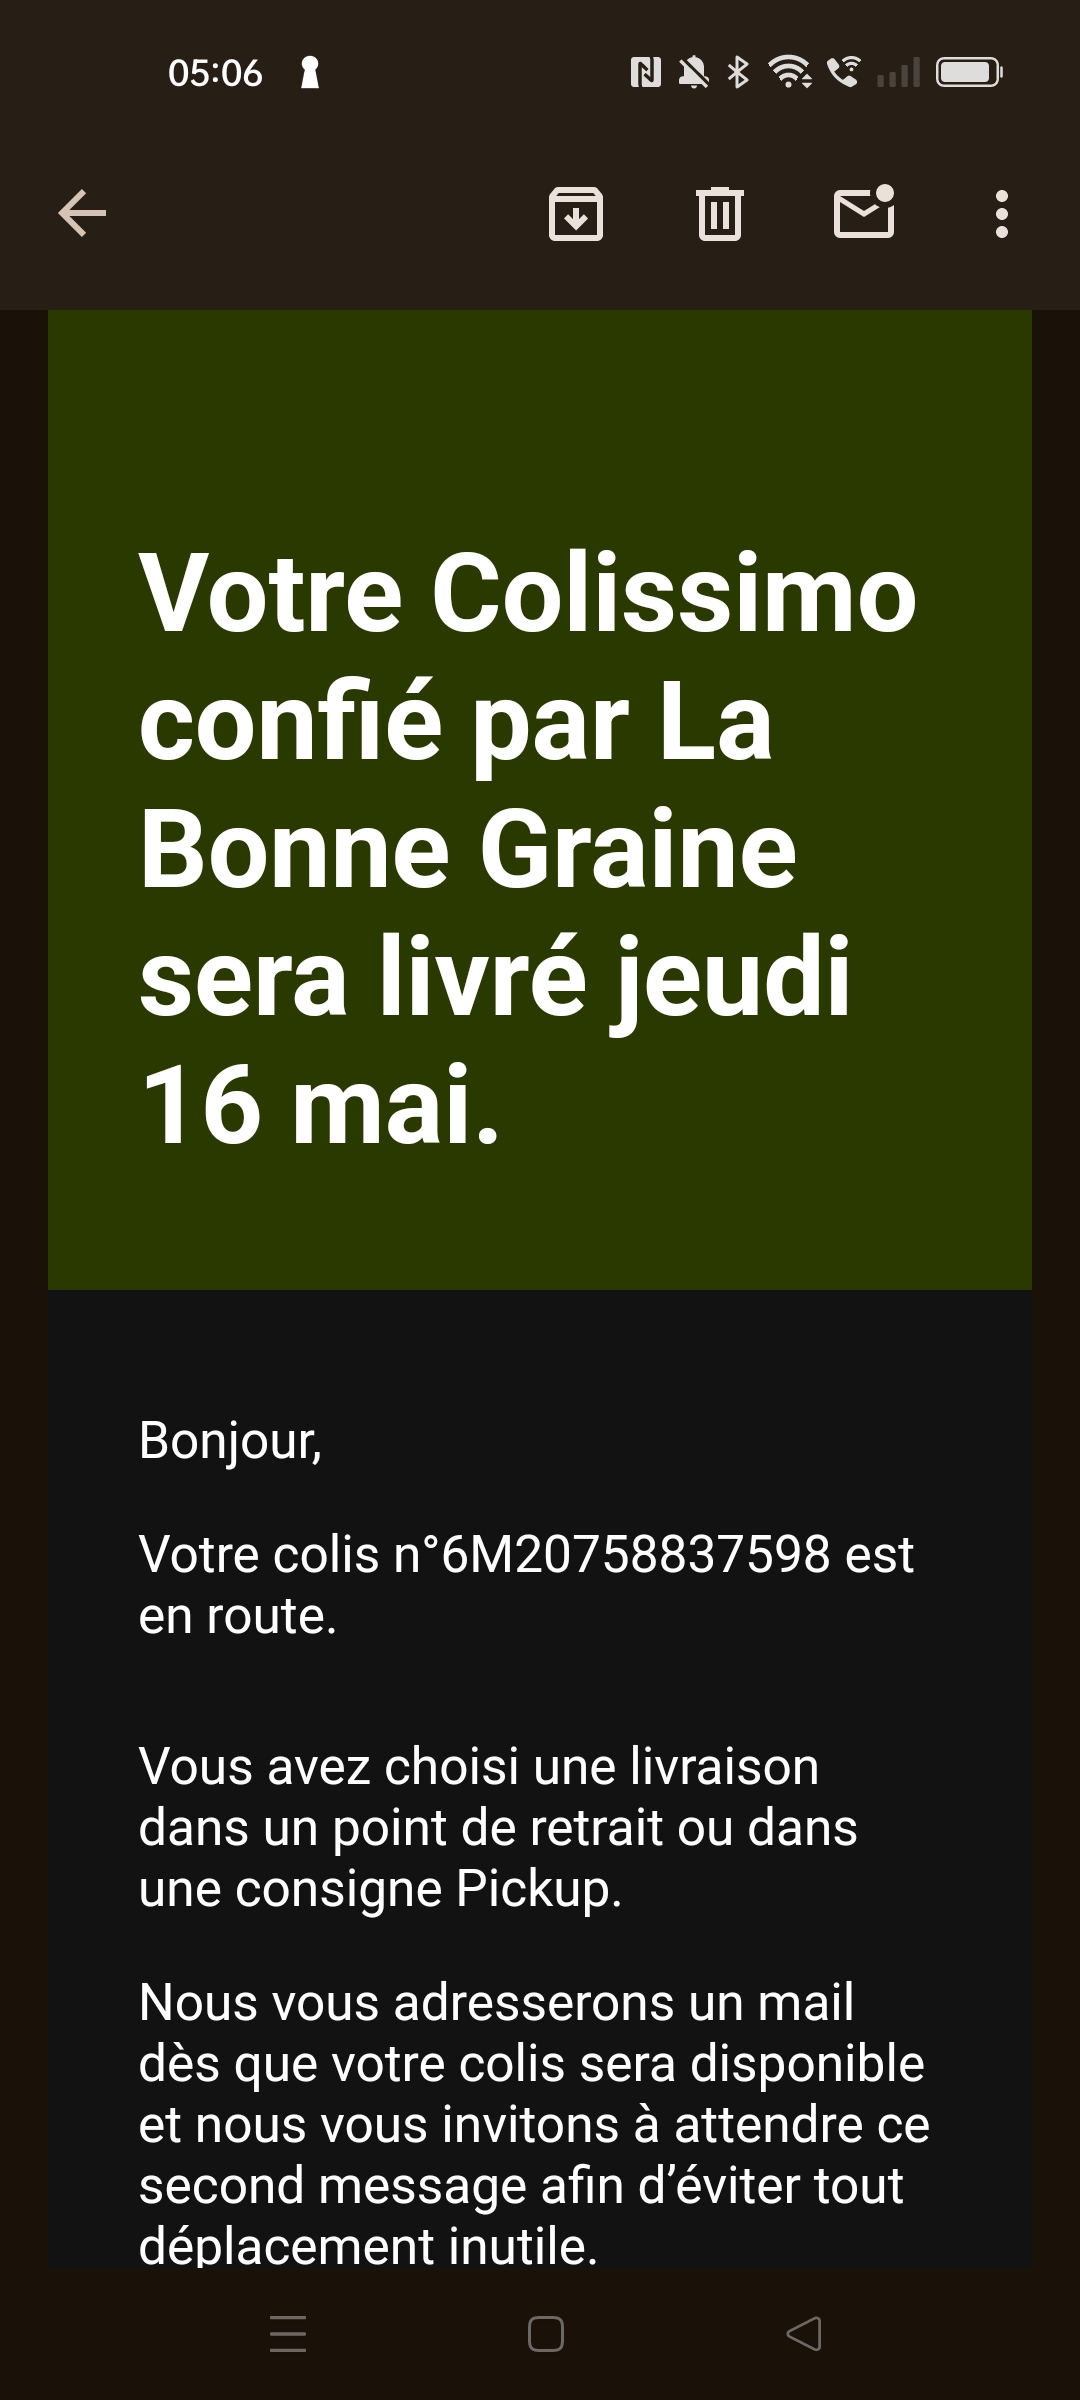 05:06
Votre Colissimo
confié par La
Bonne Graine
sera livré jeudi
16 mai.
Bonjour,
Votre colis n°6M20758837598 est
en route.
Vous avez choisi une livraison
dans un point de retrait ou dans
une consigne Pickup.
Nous vous adresserons un mail
dès que votre colis sera disponible
et nous vous invitons à attendre ce
second message afin d’éviter tout
déplacement inutile.